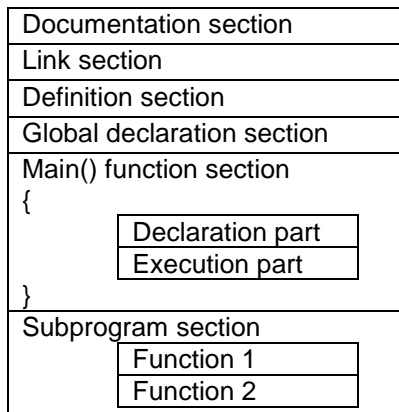 Documentation section
Link section
Definition section
Global declaration section
Main() function section
{
Declaration part
Execution part
}
Subprogram section
Function 1
Function 2